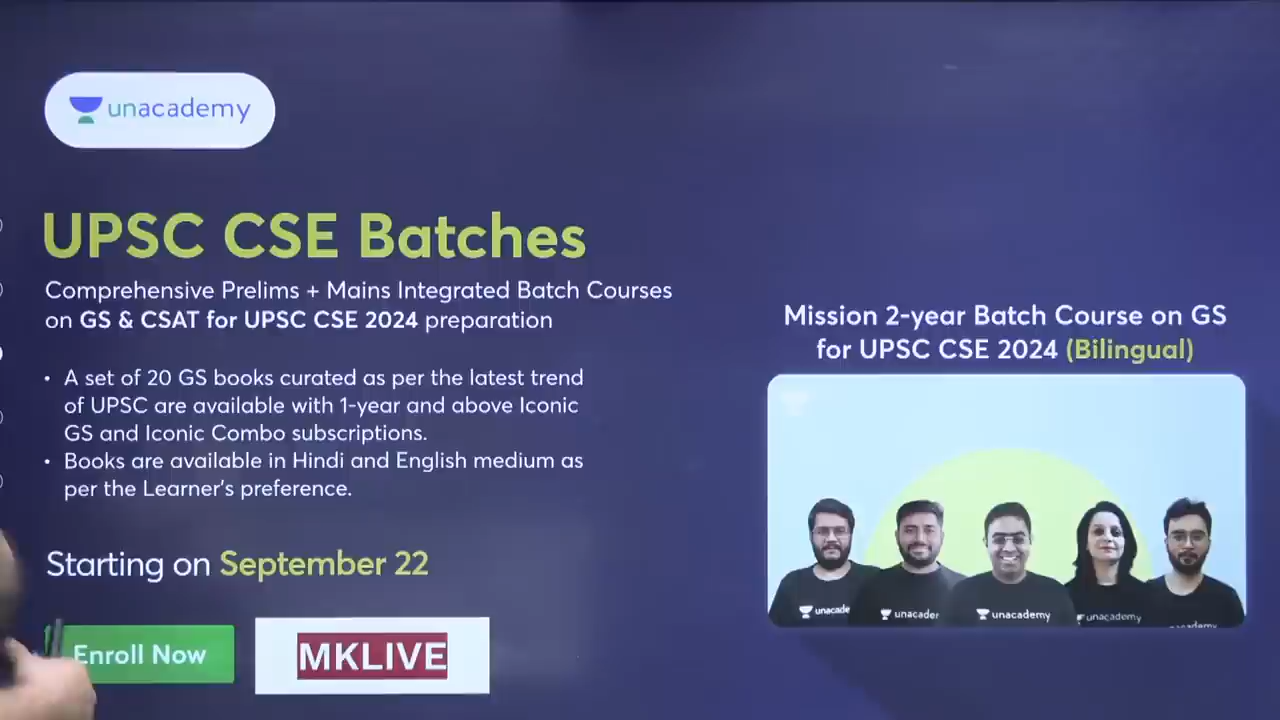 unacademy
UPSC CSE Batches
Comprehensive Prelims + Mains Integrated Batch Courses
on GS & CSAT for UPSC CSE 2024 preparation
• A set of 20 GS books curated as per the latest trend
of UPSC are available with 1-year and above Iconic
GS and Iconic Combo subscriptions.
• Books are available in Hindi and English medium as
per the Learner's preference.
Starting on September 22
Enroll Now
MKLIVE
Mission 2-year Batch Course on GS
for UPSC CSE 2024 (Bilingual)
unacade
unacader
unacademy
unacademy